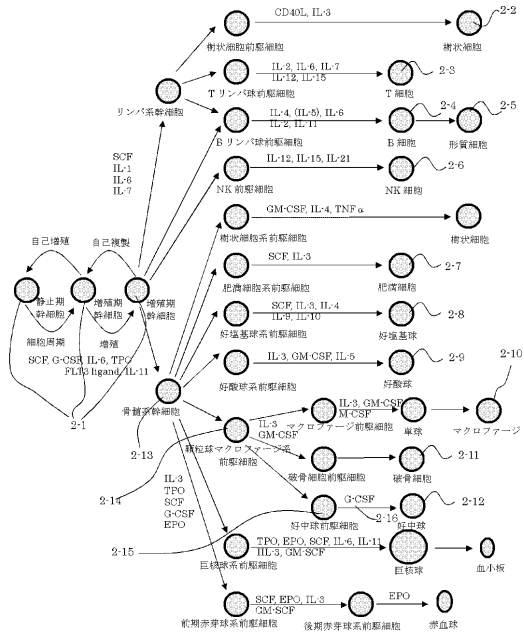 CD40L, IL-3
2-2
樹状細胞前駆細胞
樹状細胞
IL-2, IL-6, IL-7
IL-12, IL-15
2-3
Tリンパ球前駆細胞
T細胞
リンパ系幹細胞
IL-4, (IL-5), IL-6
IL-2, IL-11
2-4
2-5
Bリンパ球前駆細胞
B細胞
形質細胞
SCF
IL-1
IL-6
IL-7
IL-12, IL-15, IL-21
2-6
NK前駆細胞
NK細胞
GM-CSF, IL-4, TNFα
樹状細胞系前駆細胞
樹状細胞
自己増殖
自己複製
SCF, IL-3
2-7
肥満細胞系前駆細胞
肥満細胞
静止期
幹細胞
増殖期
幹細胞
増殖期
幹細胞
細胞周期
増殖
SCF, G-CSF, IL-6, TPO
FLT3 ligand, IL-11
SCF, IL-3, IL-4
IL-9, IL-10
2-8
好塩基球系前駆細胞
好塩基球
IL-3, GM-CSF, IL-5
2-9
好酸球系前駆細胞
好酸球
2-10
骨髄系幹細胞
2-1
2-13
IL-3
GM-CSF
IL-3, GM-CSF
M-CSF
マクロファージ前駆細胞
単球
マクロファージ
顆粒球マクロファージ系
前駆細胞
2-11
破骨細胞前駆細胞
破骨細胞
IL-3
TPO
SCF
G-CSF
EPO
2-14
G-CSF
2-12
2-16
好中球前駆細胞
好中球
2-15
TPO, EPO, SCF, IL-6, IL-11
IIL-3, GM-SCF
巨核球系前駆細胞
巨核球
血小板
SCF, EPO, IL-3
GM-SCF
EPO
前期赤芽球系前駆細胞
後期赤芽球系前駆細胞
赤血球